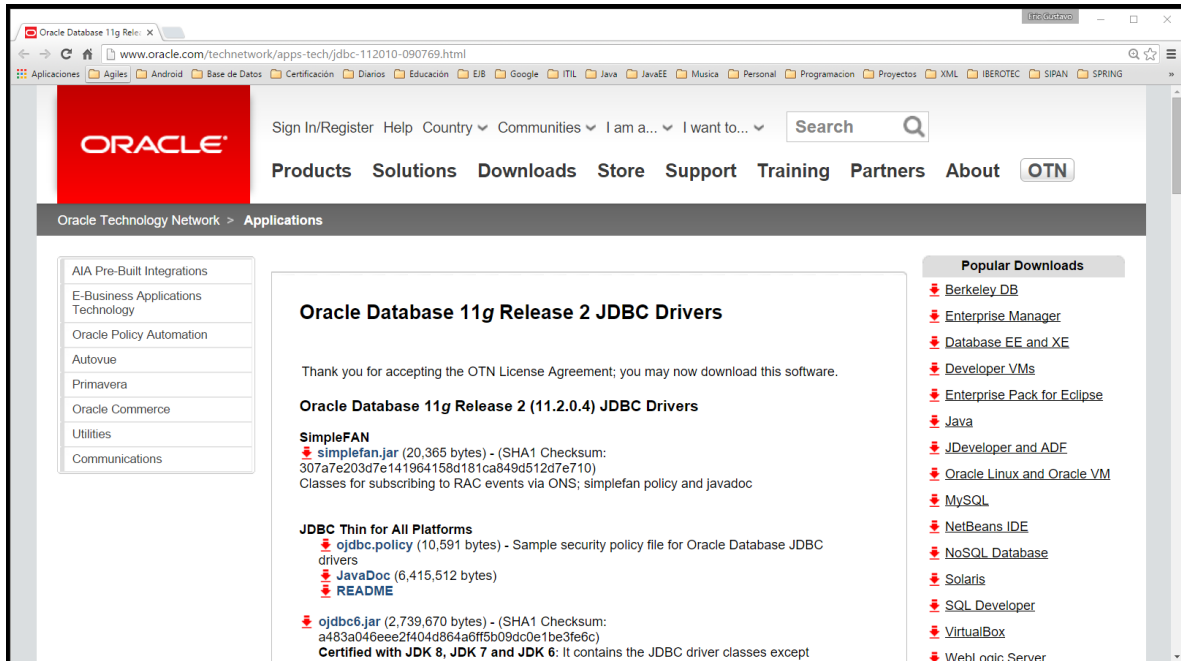 Eric Gustavo
Oracle Database 11g Rele
www.oracle.com/technetwork/apps-tech/jdbc-112010-090769.html
Aplicaciones Agiles Android Base de Datos Certificación Diarios Educación EJB Google ITIL Java JavaEE Musica Personal Programacion Proyectos XML IBEROTEC SIPAN SPRING »
ORACLE
Sign In/Register Help Country Communities I am a... I want to... Search
Products Solutions Downloads Store Support Training Partners About OTN
Oracle Technology Network > Applications
AIA Pre-Built Integrations
E-Business Applications
Technology
Oracle Policy Automation
Autovue
Primavera
Oracle Commerce
Utilities
Communications
Oracle Database 11g Release 2 JDBC Drivers
Thank you for accepting the OTN License Agreement; you may now download this software.
Oracle Database 11g Release 2 (11.2.0.4) JDBC Drivers
SimpleFAN
simplefan.jar (20,365 bytes) - (SHA1 Checksum:
307a7e203d7e141964158d181ca849d512d7e710)
Classes for subscribing to RAC events via ONS; simplefan policy and javadoc
JDBC Thin for All Platforms
ojdbc.policy (10,591 bytes) - Sample security policy file for Oracle Database JDBC
drivers
JavaDoc (6,415,512 bytes)
README
ojdbc6.jar (2,739,670 bytes) - (SHA1 Checksum:
a483a046eee2f404d864a6ff5b09dc0e1be3fe6c)
Certified with JDK 8, JDK 7 and JDK 6: It contains the JDBC driver classes except
Popular Downloads
Berkeley DB
Enterprise Manager
Database EE and XE
Developer VMs
Enterprise Pack for Eclipse
Java
JDeveloper and ADF
Oracle Linux and Oracle VM
MySQL
NetBeans IDE
NoSQL Database
Solaris
SQL Developer
VirtualBox
WebLogic Server